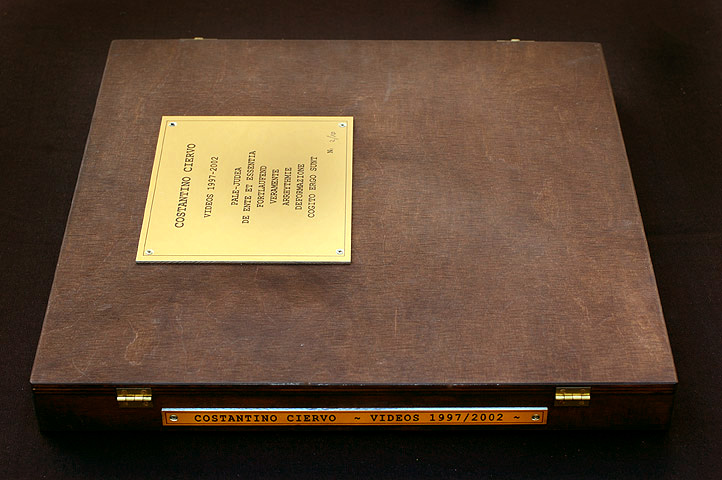 COSTANTINO CIERVO
VIDEOS 1997-2002
PALE-JUDEA
DE ENTE ET ESSENTIA
FORTLAUFEND
VERAMENTE
ARRHYTHMIE
DEFORMAZIONE
COGITO ERGO SUNT
N.
COSTANTINO CIERVO ~ VIDEOS 1997/2002 ~